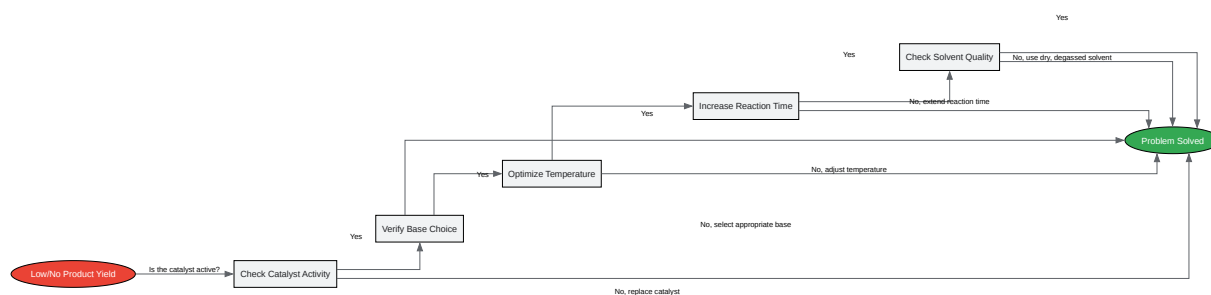 Yes
Yes
Check Solvent Quality
No, use dry, degassed solvent
Increase Reaction Time
No, extend reaction time
Yes
Problem Solved
Yes
Optimize Temperature
No, adjust temperature
Verify Base Choice
No, select appropriate base
Yes
Low/No Product Yield
Is the catalyst active?
Check Catalyst Activity
No, replace catalyst